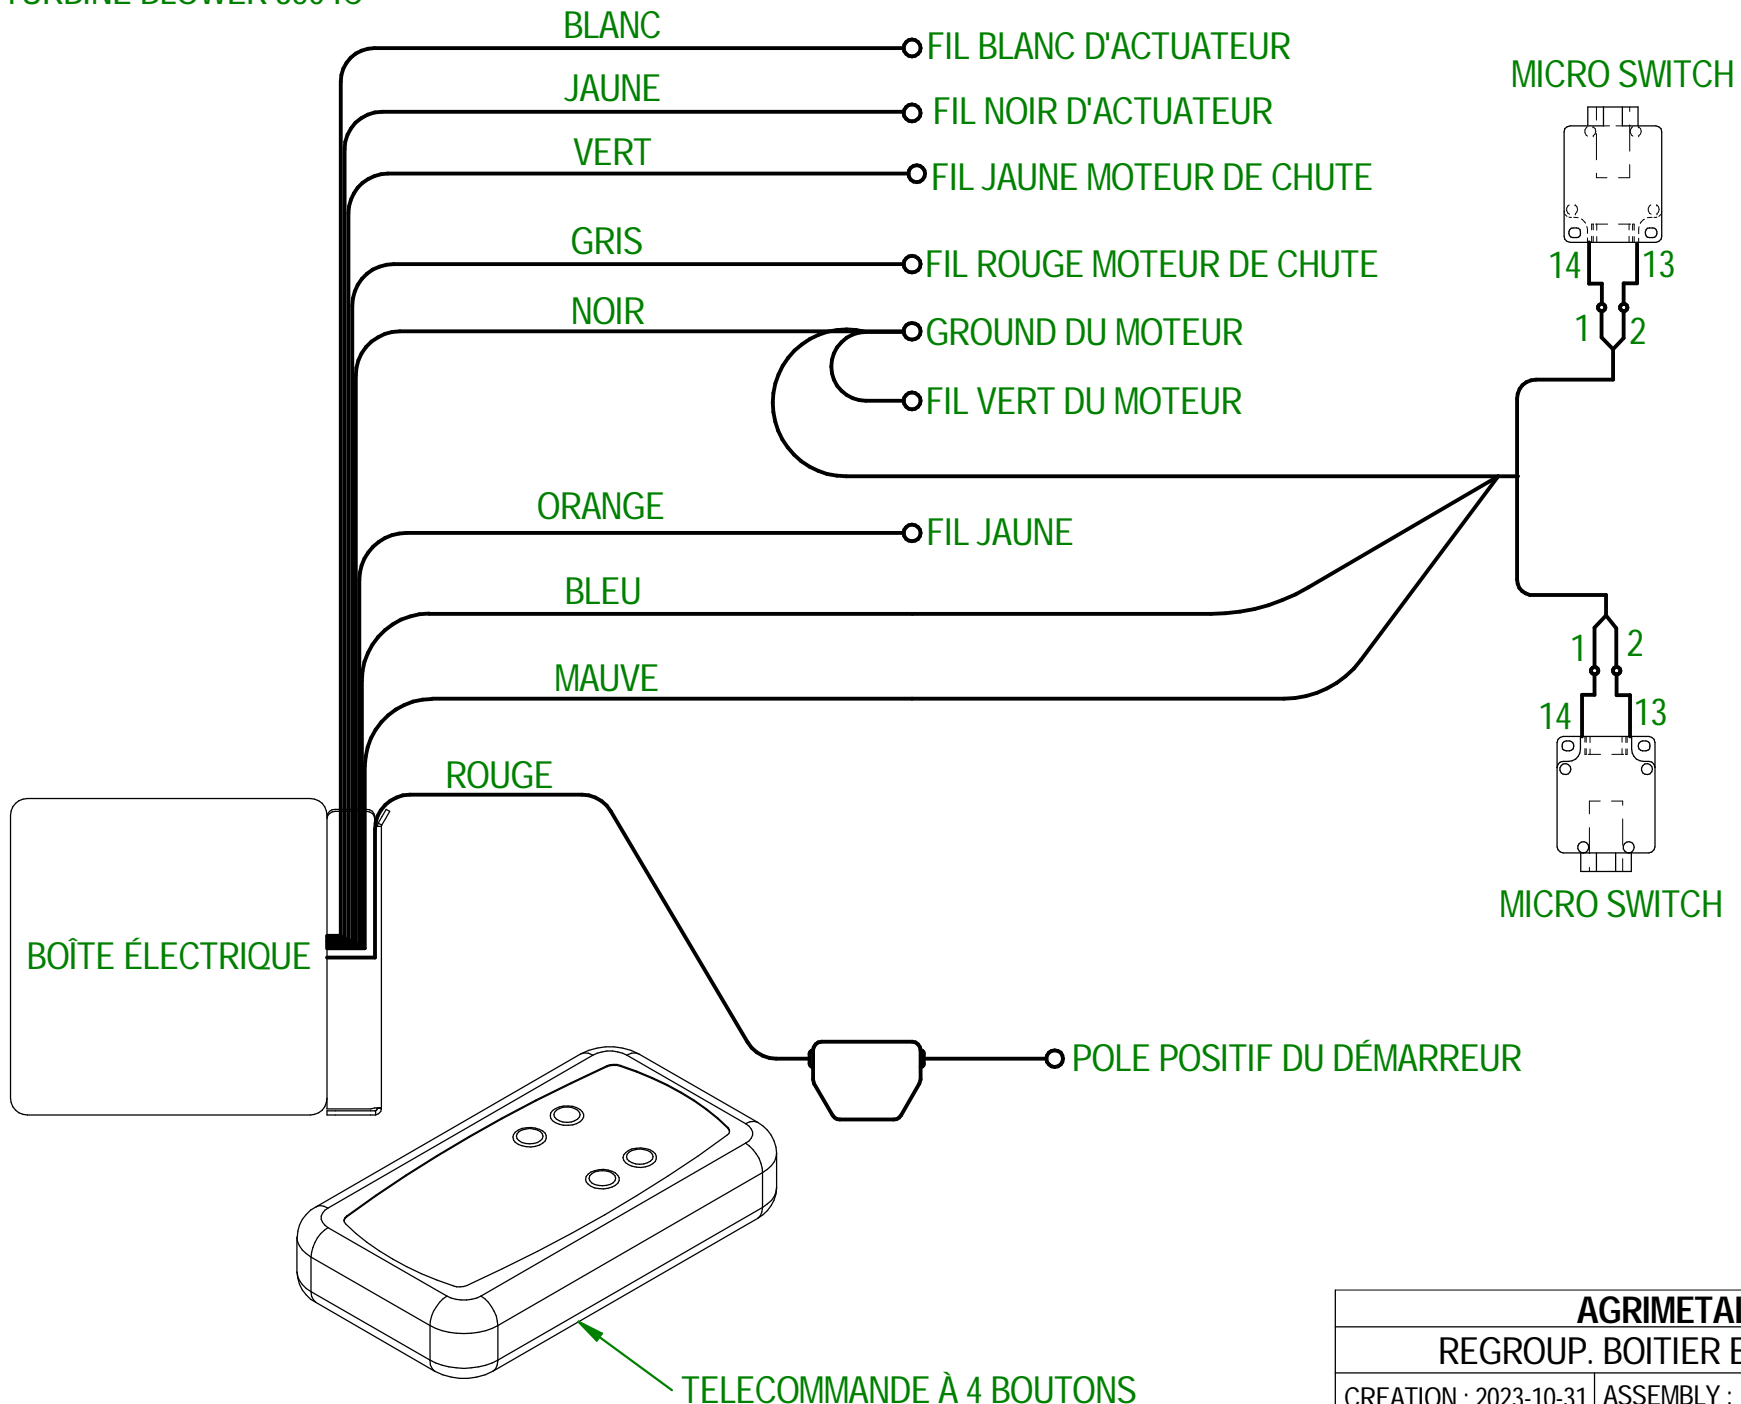 BLANC
FIL BLANC D'ACTUATEUR
MICRO SWITCH
JAUNE
FIL NOIR D'ACTUATEUR
VERT
FIL JAUNE MOTEUR DE CHUTE
GRIS
FIL ROUGE MOTEUR DE CHUTE
14 13
NOIR
GROUND DU MOTEUR
1 2
FIL VERT DU MOTEUR
ORANGE
FIL JAUNE
BLEU
1 2
MAUVE
14 13
ROUGE
MICRO SWITCH
BOÎTE ÉLECTRIQUE
POLE POSITIF DU DÉMARREUR
AGRIMETAL
REGROUP. BOITIER
CREATION : 2023-10-31 ASSEMBLY :
TELECOMMANDE À 4 BOUTONS